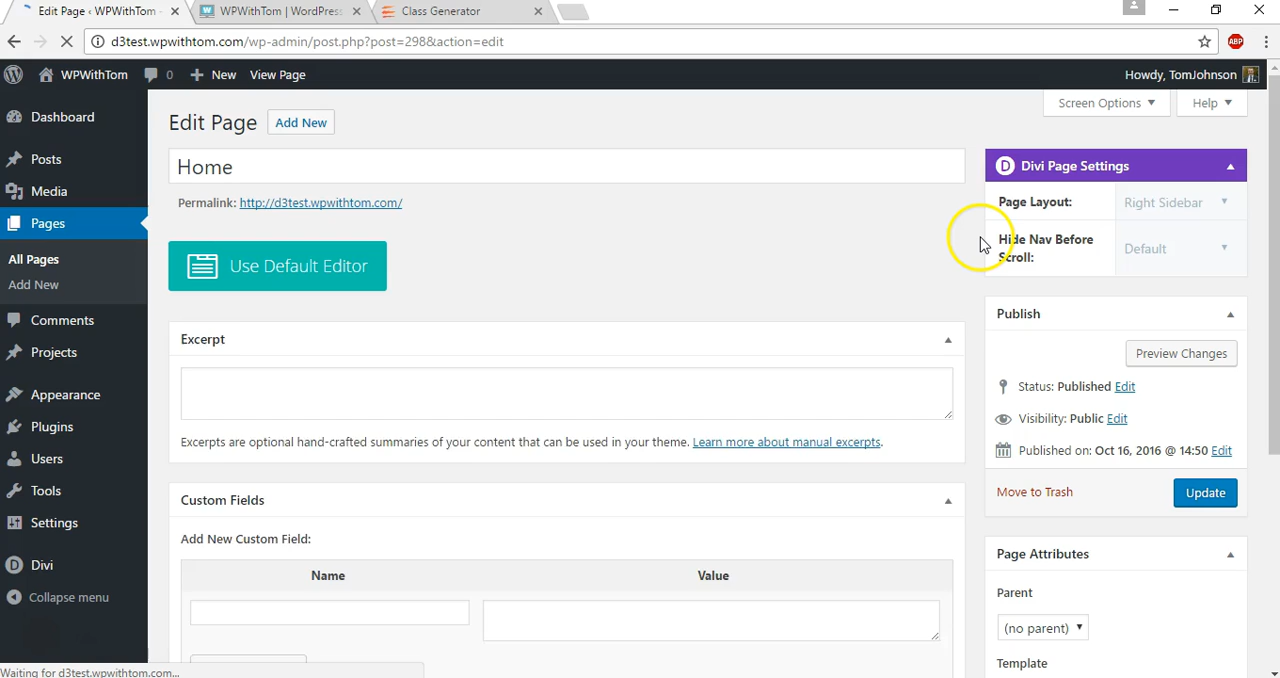 Edit Page ‹ WPWithTom
WPWithTom | WordPress
Class Generator
d3test.wpwithtom.com/wp-admin/post.php?post=298&action=edit
ABP
WPWithTom
0
New
View Page
Howdy, TomJohnson
Screen Options
Help
Dashboard
Posts
Media
Pages
All Pages
Add New
Comments
Projects
Appearance
Plugins
Users
Tools
Settings
Divi
Collapse menu
Edit Page
Add New
Home
Permalink: http://d3test.wpwithtom.com/
Use Default Editor
Excerpt
Excerpts are optional hand-crafted summaries of your content that can be used in your theme. Learn more about manual excerpts.
Custom Fields
Add New Custom Field:
Name
Value
D
Divi Page Settings
Page Layout:
Right Sidebar
Hide Nav Before
Scroll:
Default
Publish
Preview Changes
Status: Published Edit
Visibility: Public Edit
Published on: Oct 16, 2016 @ 14:50 Edit
Move to Trash
Update
Page Attributes
Parent
(no parent)
Template
Waiting for d3test.wpwithtom.com...